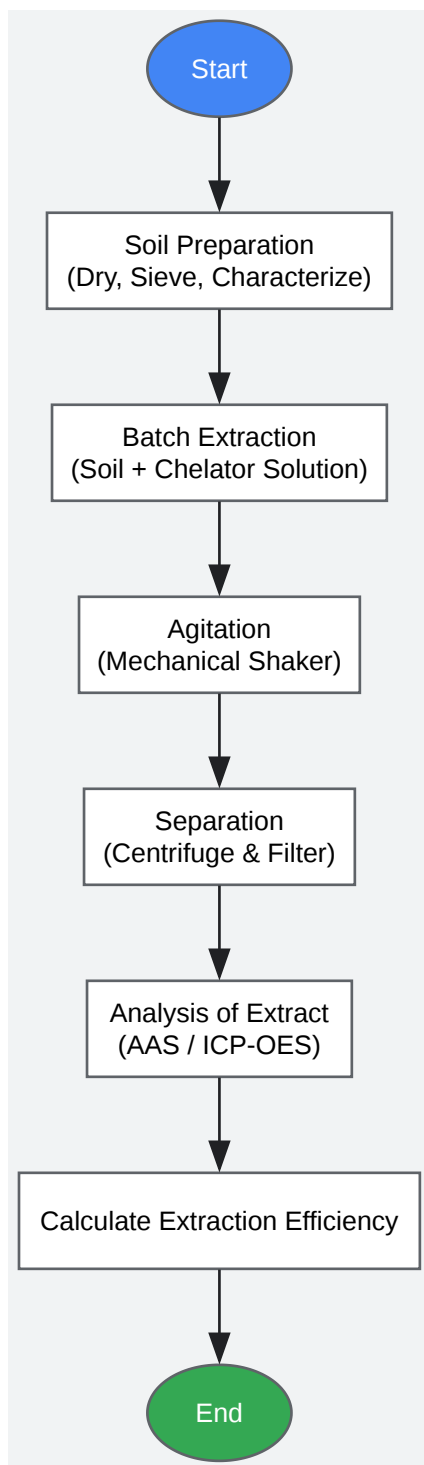 Start
Soil Preparation
(Dry, Sieve, Characterize)
Batch Extraction
(Soil + Chelator Solution)
Agitation
(Mechanical Shaker)
Separation
(Centrifuge & Filter)
Analysis of Extract
(AAS / ICP-OES)
Calculate Extraction Efficiency
End